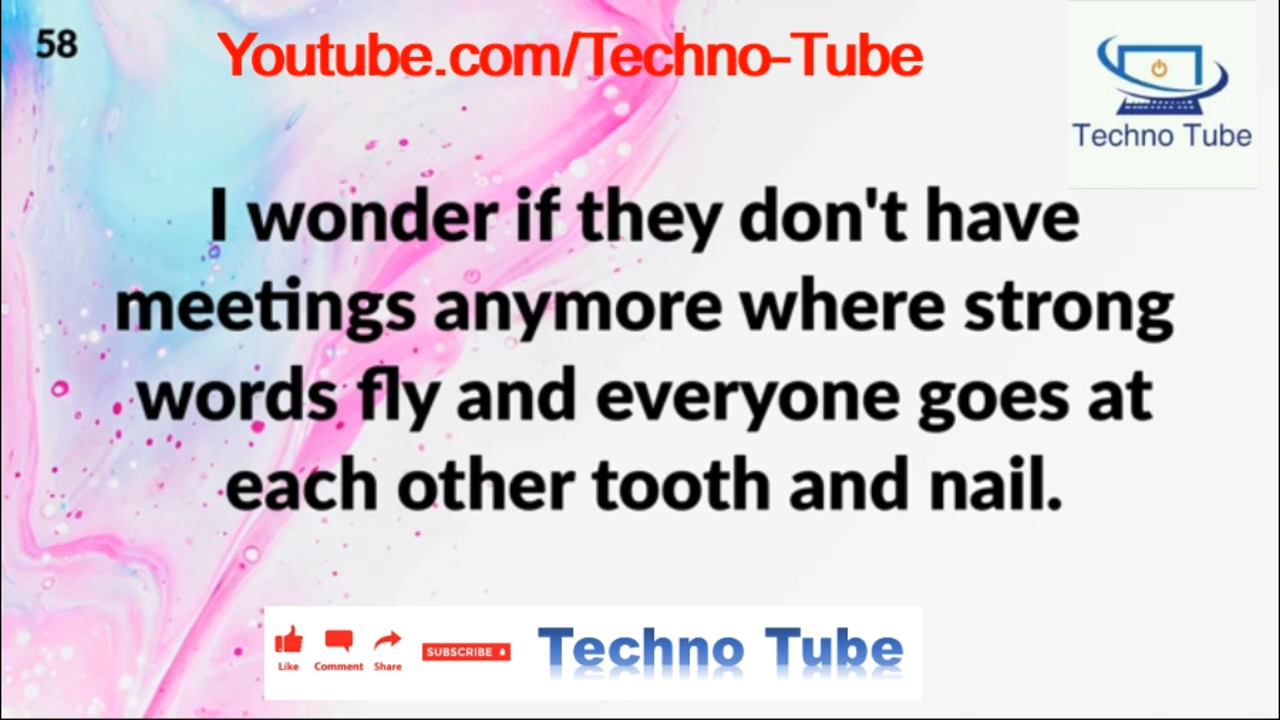 58
Youtube.com/Techno-Tube
Techno Tube
I wonder if they don't have
meetings anymore where strong
words fly and everyone goes at
each other tooth and nail.
Like Comment Share
SUBSCRIBE
Techno Tube